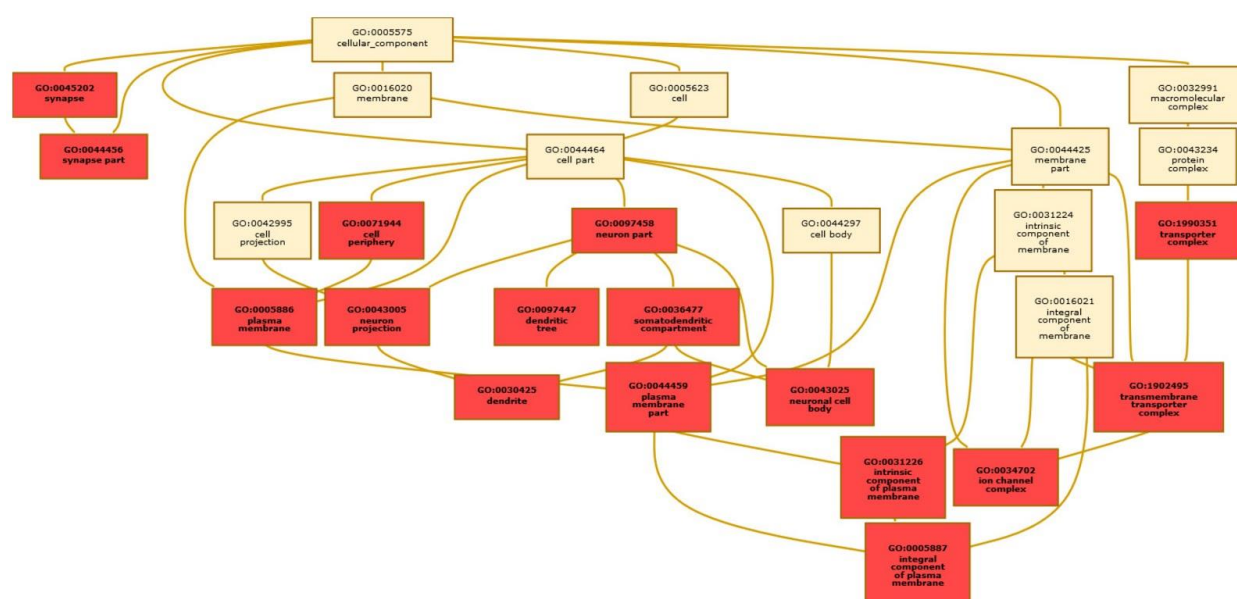 GO:0005575
cellular_component
GO:0045202
synapse
GO:0016020
membrane
GO:0005623
cell
GO:0032991
macromolecular
complex
GO:0044456
synapse part
GO:0044464
cell part
GO:0044425
membrane
part
GO:0043234
protein
complex
GO:0042995
cell
projection
GO:0071944
cell
periphery
GO:0097458
neuron part
GO:0044297
cell body
GO:0031224
intrinsic
component
of membrane
GO:1990351
transporter
complex
GO:0005886
plasma
membrane
GO:0043005
neuron
projection
GO:0097447
dendritic
tree
GO:0036477
somatodendritic
compartment
GO:0016021
integral
component
of membrane
GO:0030425
dendrite
GO:0044459
plasma
membrane
part
GO:0043025
neuronal cell
body
GO:1902495
transmembrane
transporter
complex
GO:0031226
intrinsic
component
of plasma
membrane
GO:0034702
ion channel
complex
GO:0005887
integral
component
of plasma
membrane